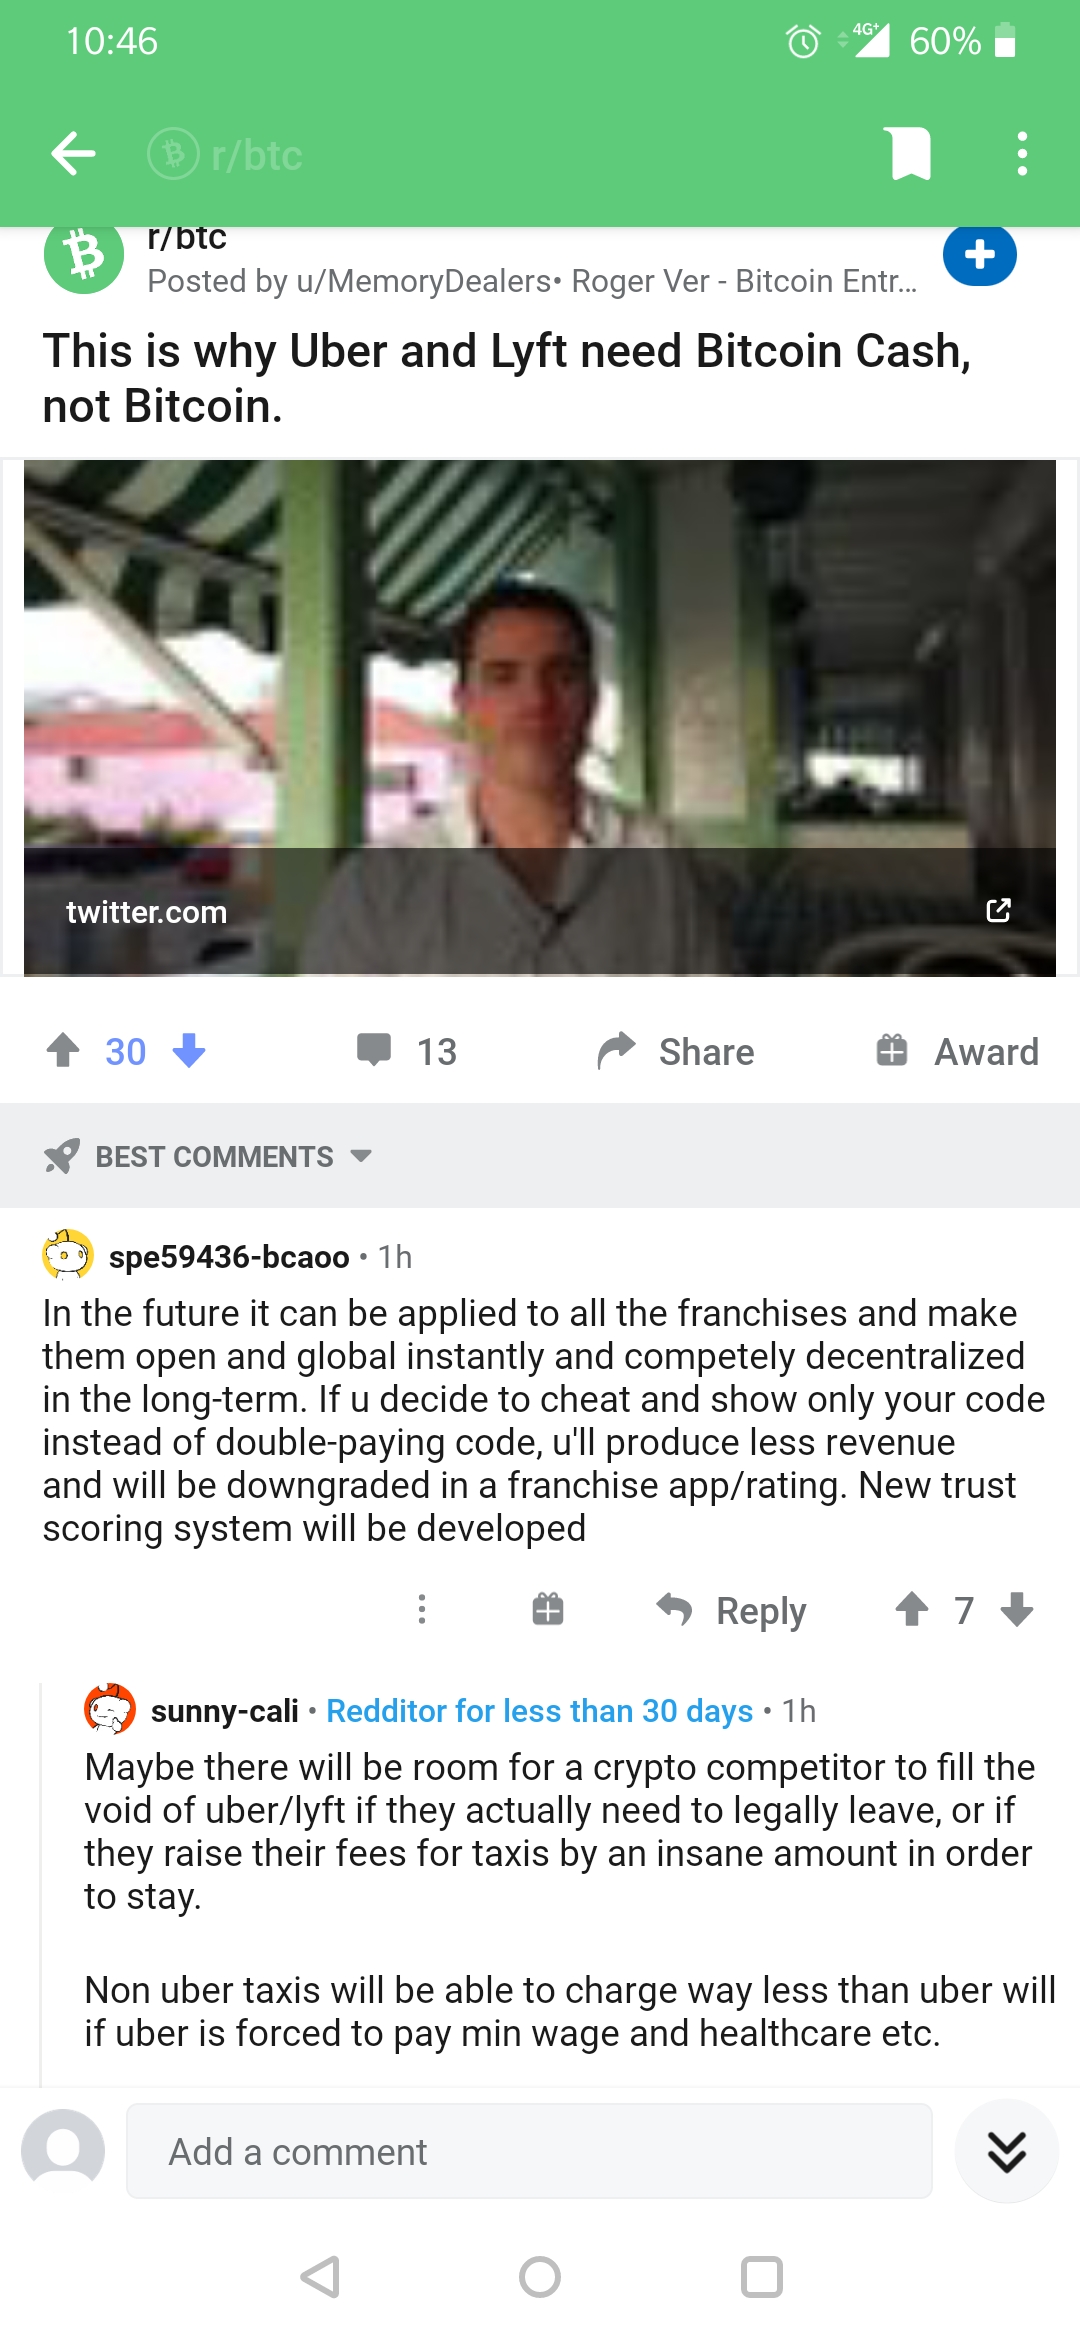 10:46
4G+ 60%
r/btc
r/btc
Posted by u/MemoryDealers• Roger Ver - Bitcoin Entr...
This is why Uber and Lyft need Bitcoin Cash,
not Bitcoin.
twitter.com
30 13 Share Award
BEST COMMENTS
spe59436-bcaoo • 1h
In the future it can be applied to all the franchises and make
them open and global instantly and competely decentralized
in the long-term. If u decide to cheat and show only your code
instead of double-paying code, u'll produce less revenue
and will be downgraded in a franchise app/rating. New trust
scoring system will be developed
Reply 7
sunny-cali • Redditor for less than 30 days • 1h
Maybe there will be room for a crypto competitor to fill the
void of uber/lyft if they actually need to legally leave, or if
they raise their fees for taxis by an insane amount in order
to stay.
Non uber taxis will be able to charge way less than uber will
if uber is forced to pay min wage and healthcare etc.
Add a comment